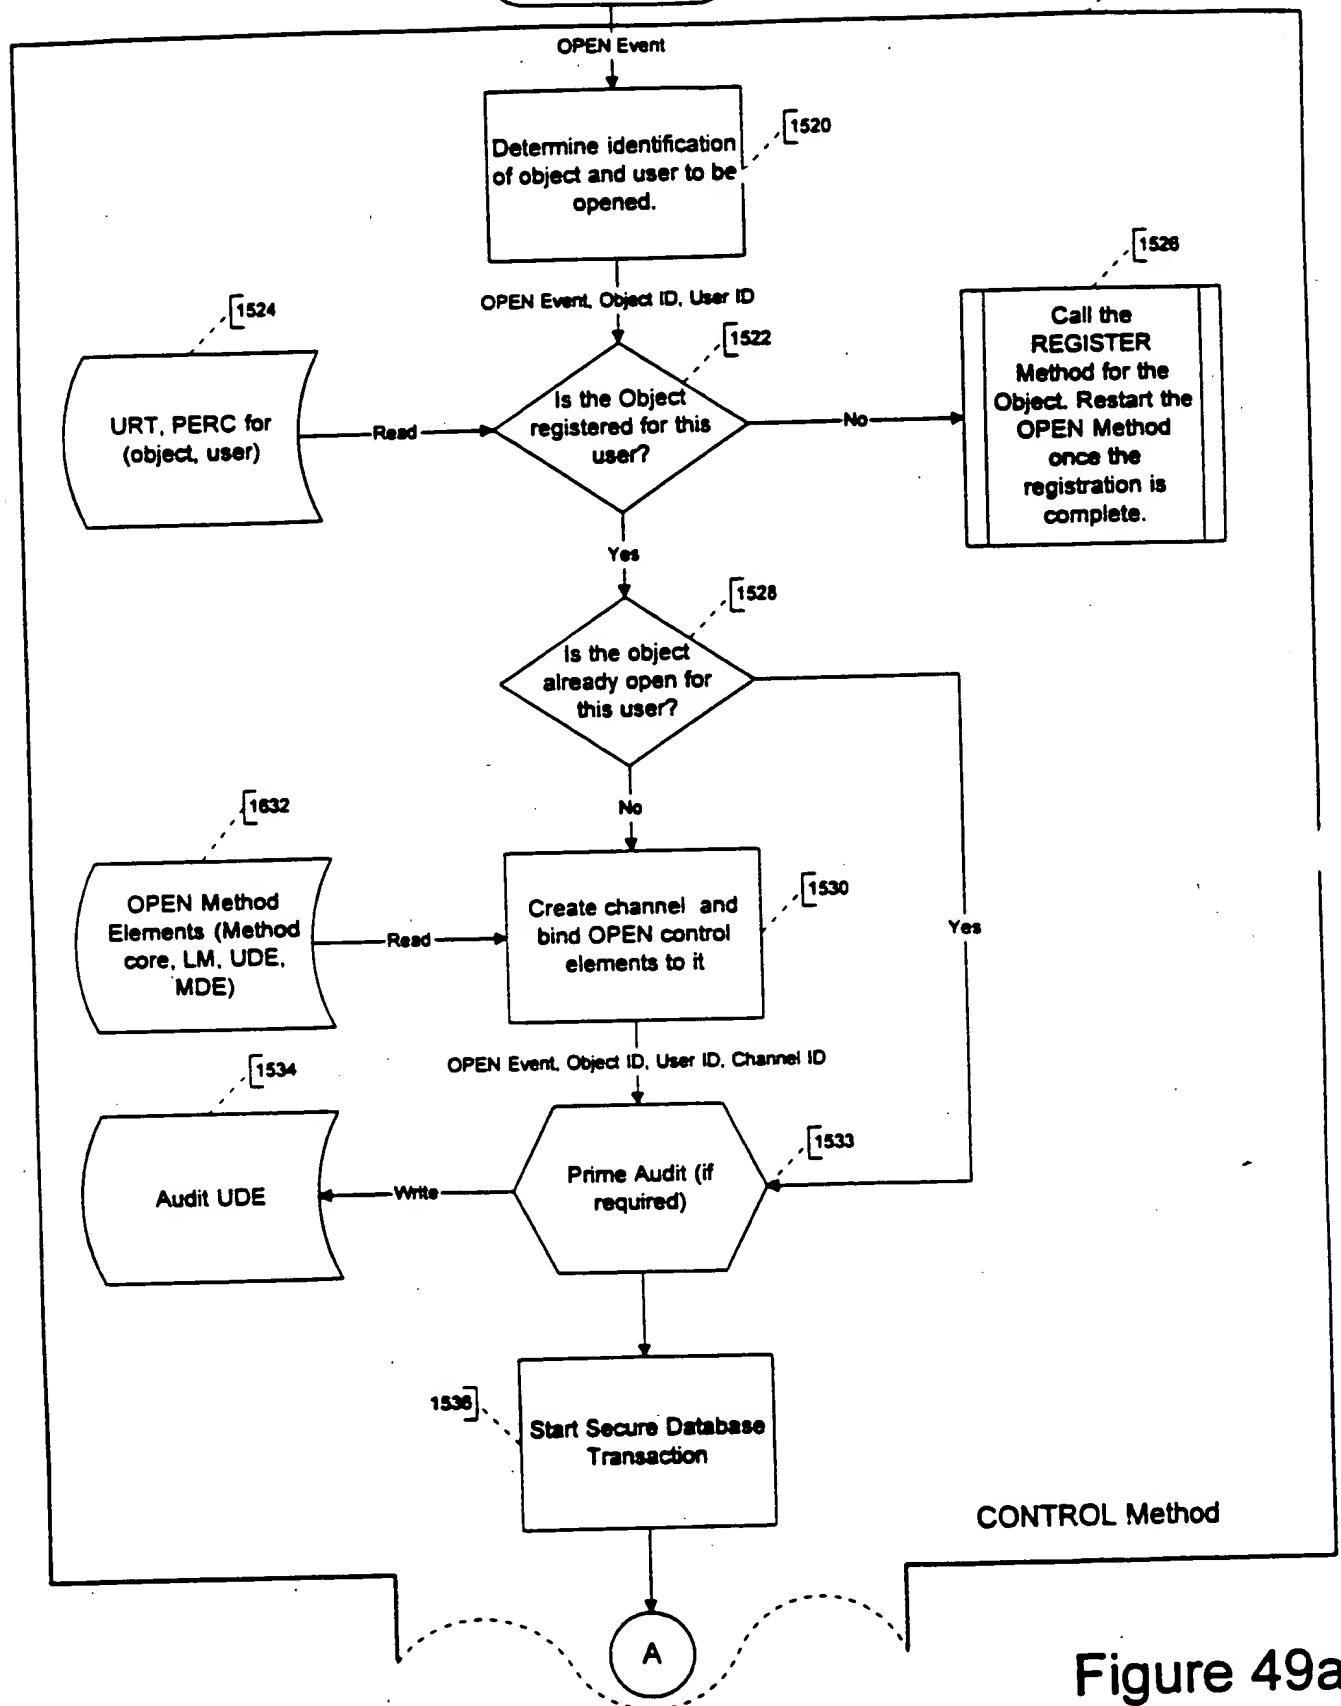 OPEN Event
Determine identification
of object and user to be
opened.
1520
OPEN Event, Object ID, User ID
1526
Call the
REGISTER
Method for the
Object. Restart the
OPEN Method
once the
registration is
complete.
1524
URT, PERC for
(object, user)
Read
1522
Is the Object
registered for this
user?
No
Yes
1528
Is the object
already open for
this user?
No
Yes
1632
OPEN Method
Elements (Method
core, LM, UDE,
MDE)
Read
1530
Create channel and
bind OPEN control
elements to it
OPEN Event, Object ID, User ID, Channel ID
1534
Audit UDE
Write
1533
Prime Audit (if
required)
1536
Start Secure Database
Transaction
CONTROL Method
A
Figure 49a